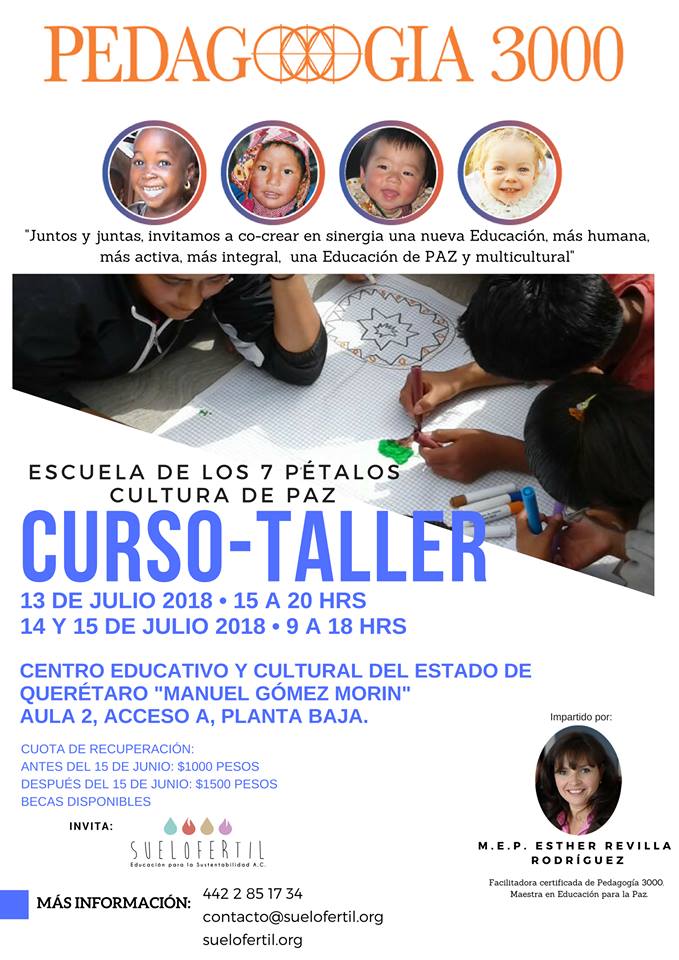 PEDAGOOGIA 3000
"Juntos y juntas, invitamos a co-crear en sinergia una nueva Educación, más humana,
más activa, más integral, una Educación de PAZ y multicultural"
ESCUELA DE LOS 7 PÉTALOS
CULTURA DE PAZ
CURSO-TALLER
13 DE JULIO 2018 • 15 A 20 HRS
14 Y 15 DE JULIO 2018 • 9 A 18 HRS
CENTRO EDUCATIVO Y CULTURAL DEL ESTADO DE
QUERÉTARO "MANUEL GÓMEZ MORIN"
AULA 2, ACCESO A, PLANTA BAJA.
CUOTA DE RECUPERACIÓN:
ANTES DEL 15 DE JUNIO: $1000 PESOS
DESPUÉS DEL 15 DE JUNIO: $1500 PESOS
BECAS DISPONIBLES
INVITA:
SUELOFERTIL
Educación para la Sustentabilidad A.C.
Impartido por:
M.E.P. ESTHER REVILLA
RODRÍGUEZ
Facilitadora certificada de Pedagogía 3000.
Maestra en Educación para la Paz.
MÁS INFORMACIÓN:
442 2 85 17 34
contacto@suelofertil.org
suelofertil.org